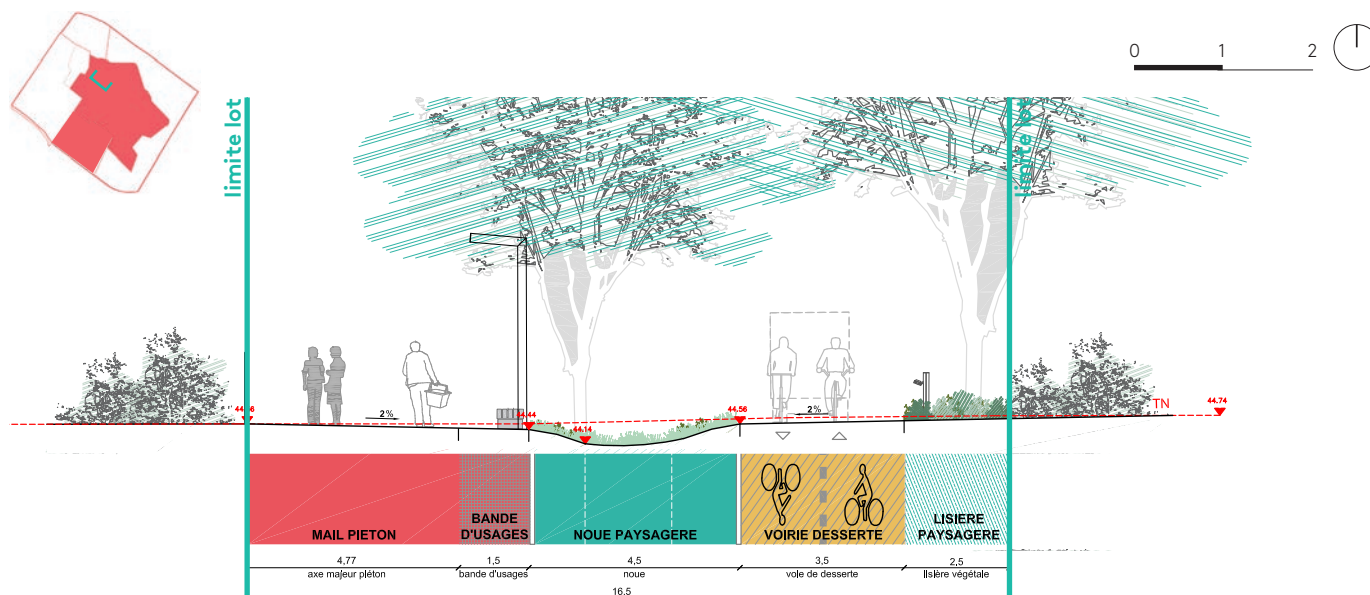 0 1 2
limite lot
limite lot
2%
44.44
44.14
44.56
2%
TN
44.74
MAIL PIETON
BANDE
D'USAGES
NOUE PAYSAGERE
VOIRIE DESSERTE
LISIERE
PAYSAGERE
4,77
1,5
4,5
3,5
2,5
axe majeur piéton
bande d'usages
noue
voie de desserte
lisière végétale
16,5